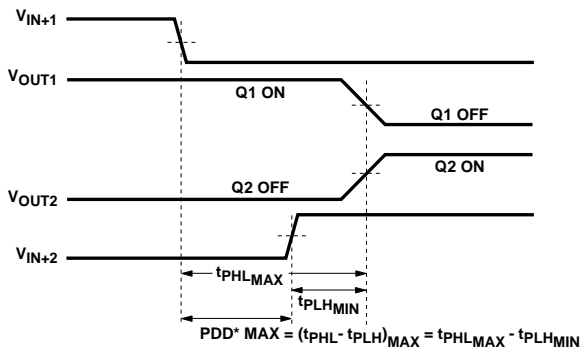 VIN+1
VOUT1
Q1 ON
Q1 OFF
Q2 ON
Q2 OFF
VOUT2
VIN+2
tPHLMAX
tPLHMIN
PDD* MAX = (tPHL- tPLH)MAX = tPHLMAX - tPLHMIN